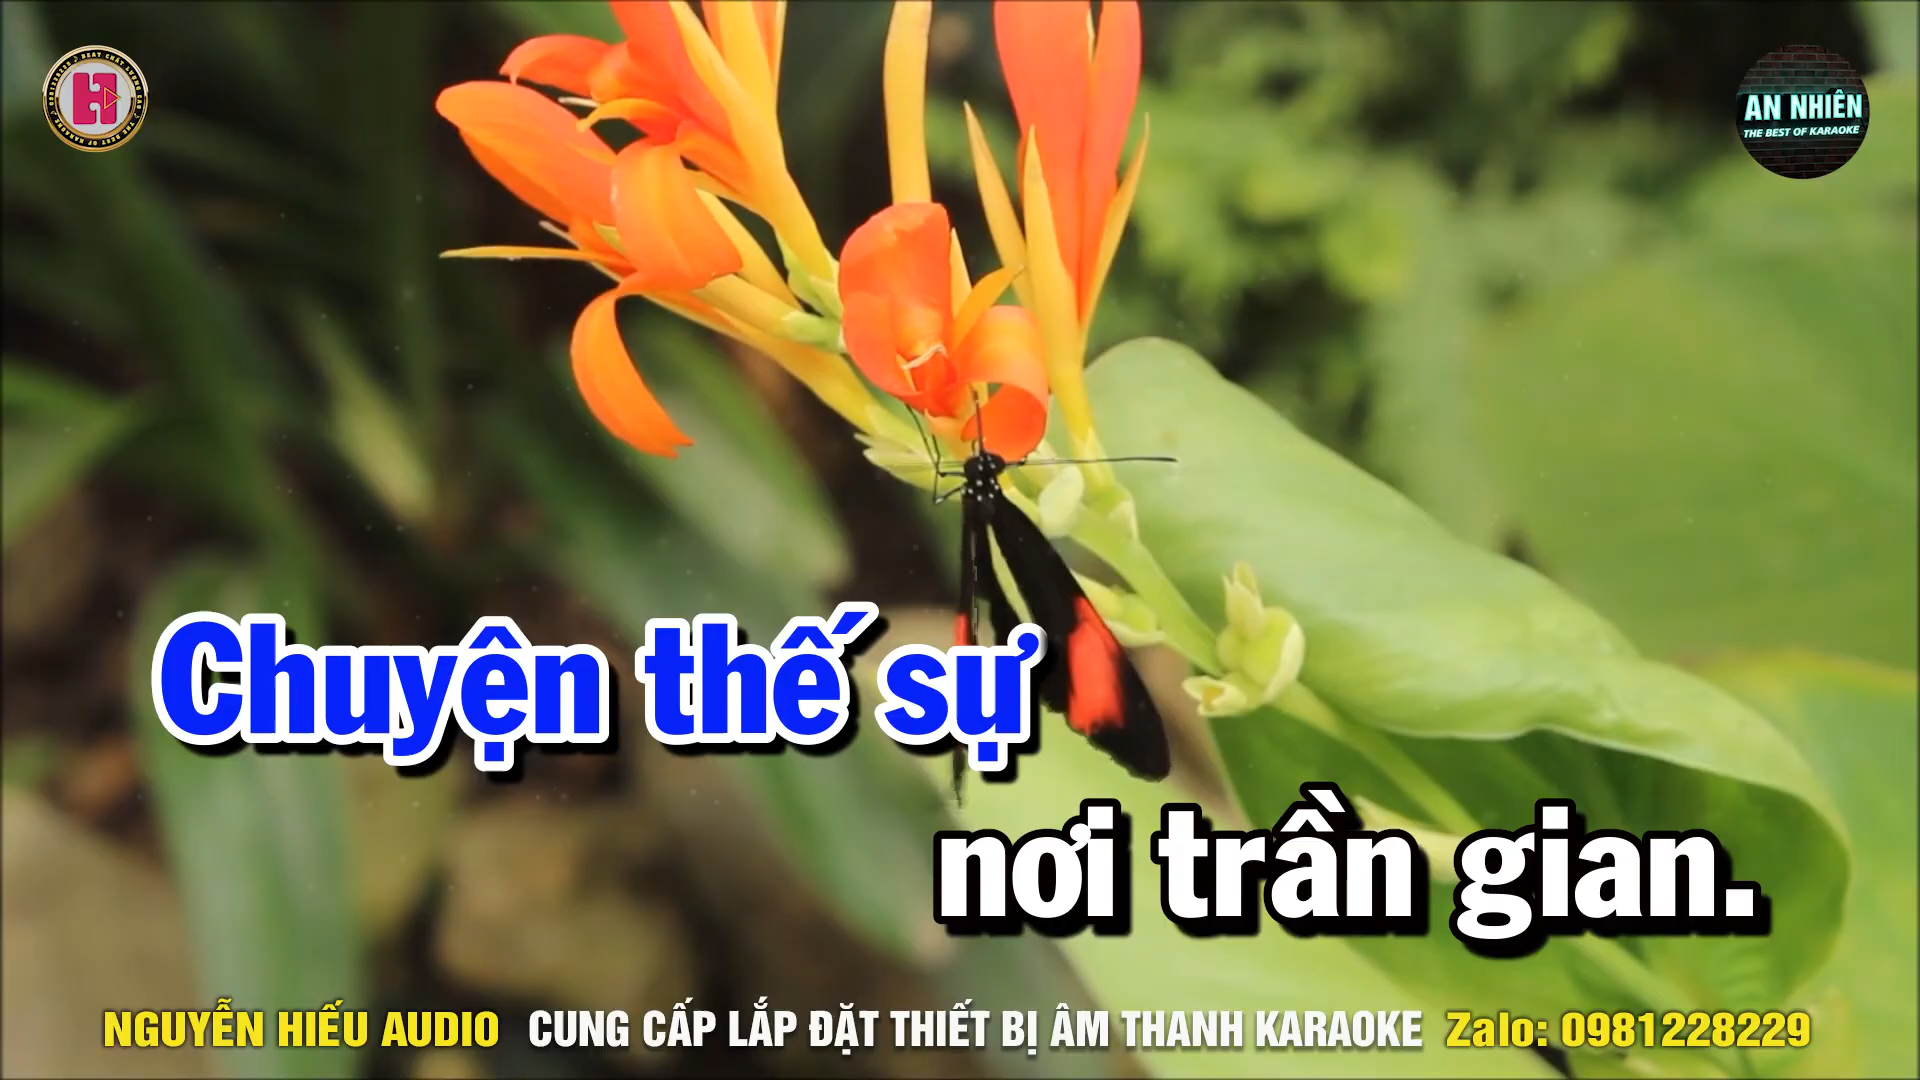 AN NHIÊN
THE BEST OF KARAOKE
Chuyện thế sự
nơi trần gian.
NGUYỄN HIẾU AUDIO CUNG CẤP LẮP ĐẶT THIẾT BỊ ÂM THANH KARAOKE Zalo: 0981228229